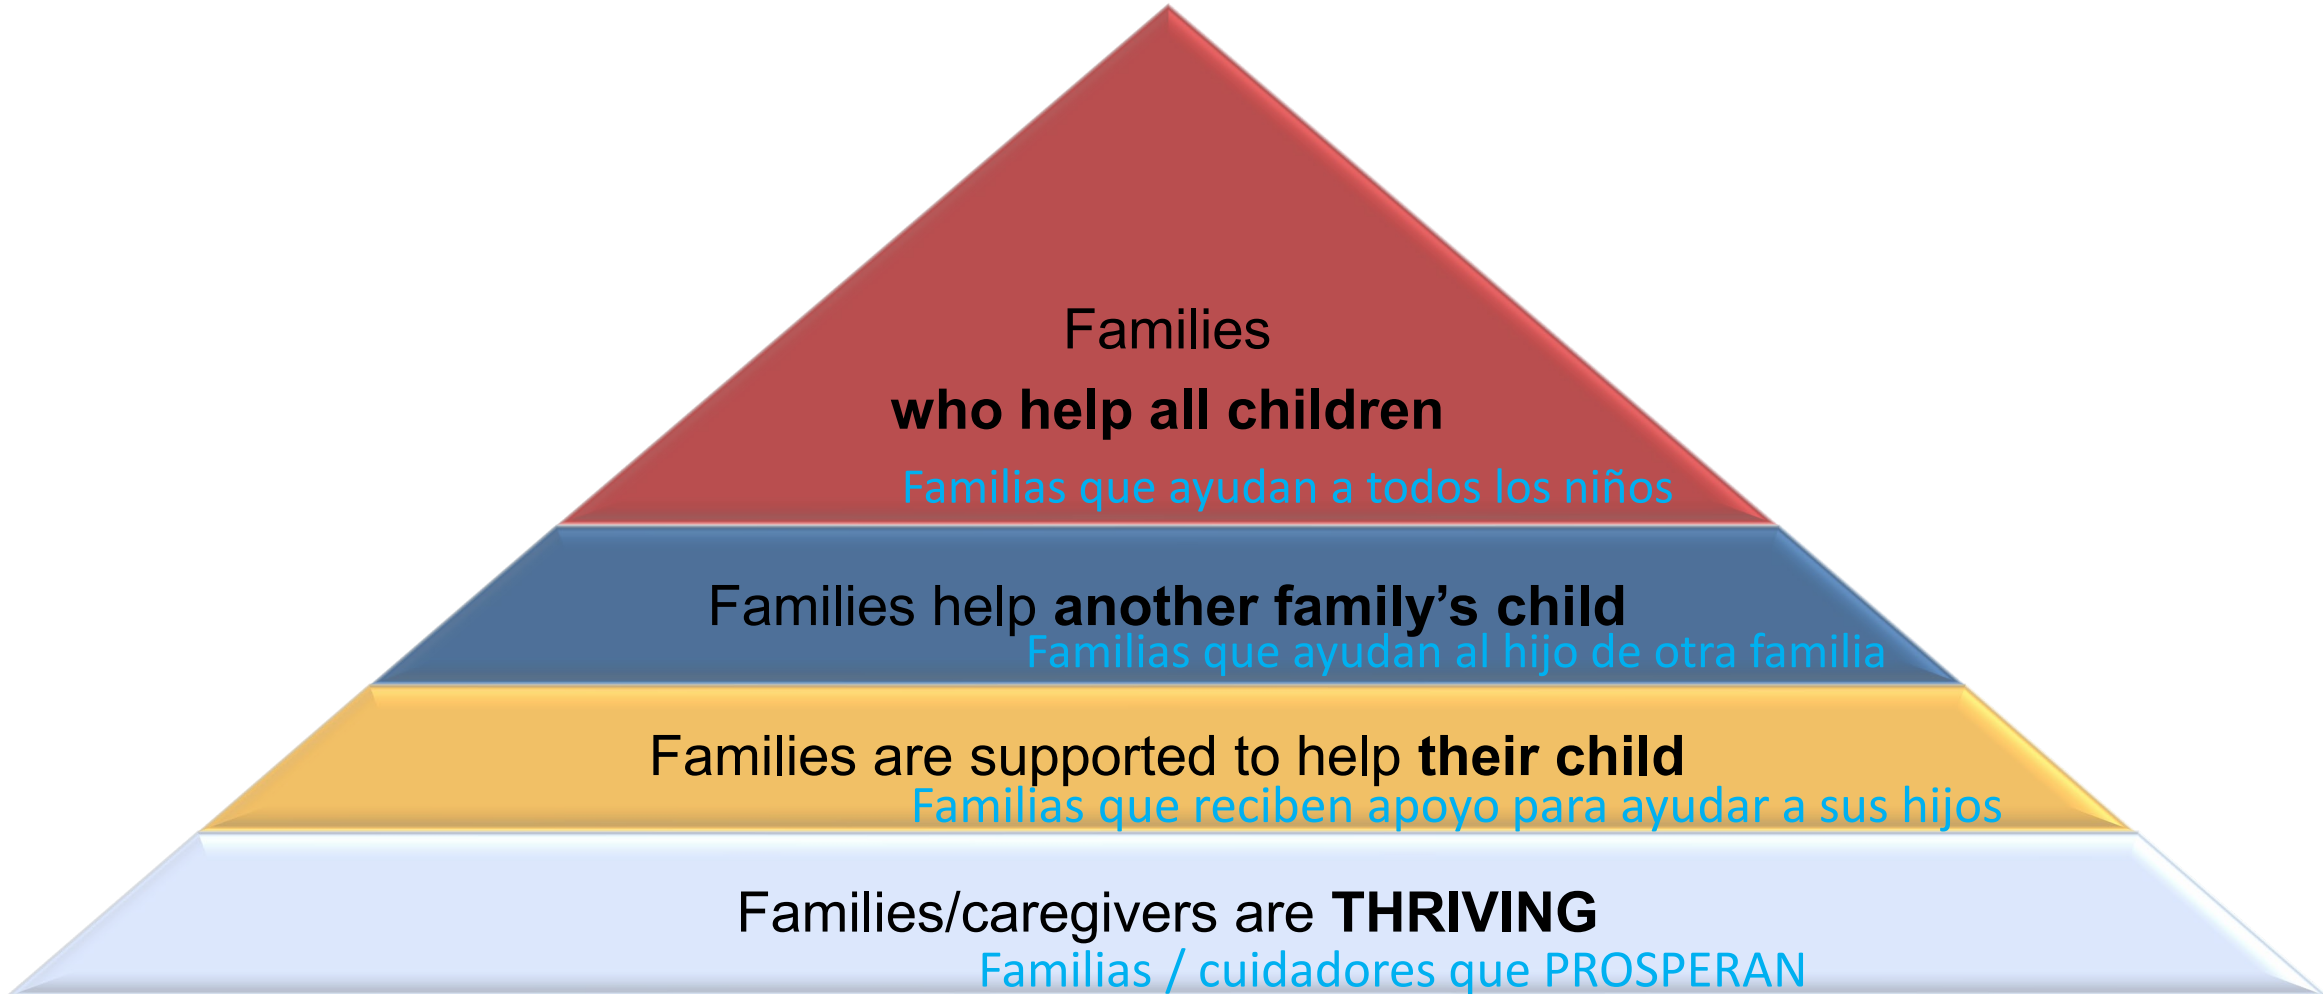 Families
who help all children
Familias que ayudan a todos los niños
Families help another family’s child
Familias que ayudan al hijo de otra familia
Families are supported to help their child
Familias que reciben apoyo para ayudar a sus hijos
Families/caregivers are THRIVING
Familias / cuidadores que PROSPERAN